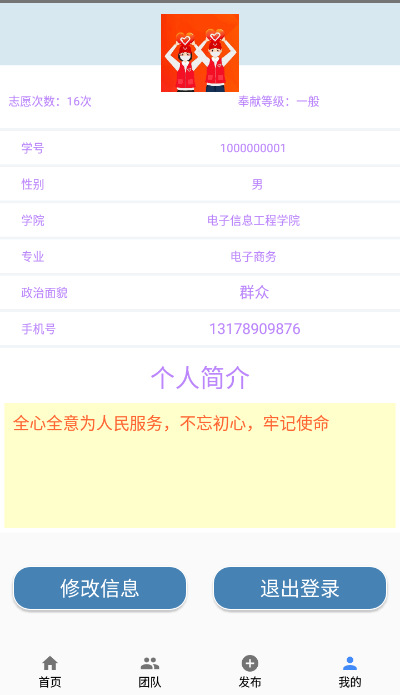 志愿次数：16次 奉献等级：一般
学号 1000000001
性别 男
学院 电子信息工程学院
专业 电子商务
政治面貌 群众
手机号 13178909876
个人简介
全心全意为人民服务，不忘初心，牢记使命
修改信息 退出登录
首页 团队 发布 我的